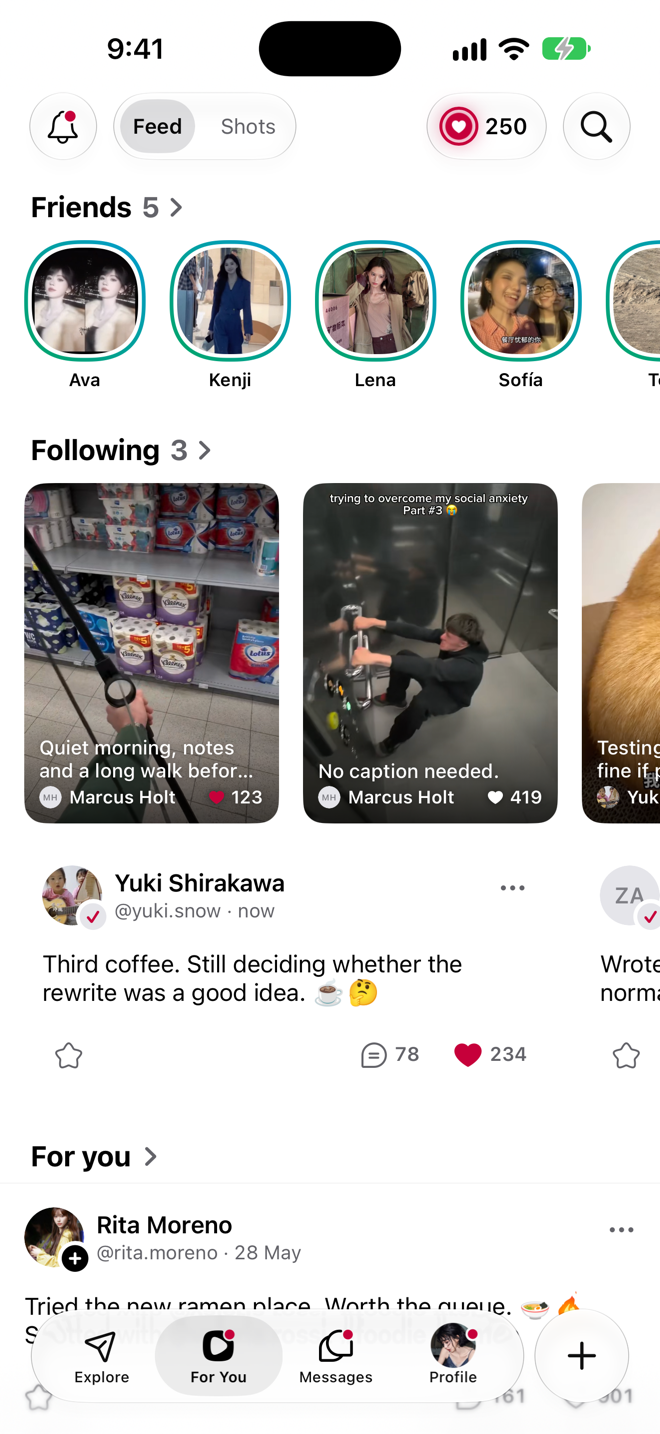 9:41
Feed
Shots
250
Friends 5
Ava
Kenji
Lena
Sofía
Following 3
trying to overcome my social anxiety
Part #3 😭
Quiet morning, notes
and a long walk befor...
MH Marcus Holt
123
No caption needed.
MH Marcus Holt
419
Testing
fine if
Yuk
Yuki Shirakawa
@yuki.snow · now
Third coffee. Still deciding whether the
rewrite was a good idea. ☕🤔
78
234
ZA
Wrote
norma
For you
Rita Moreno
@rita.moreno · 28 May
Tried the new ramen place. Worth the queue. 🍜🔥
Explore
For You
Messages
Profile